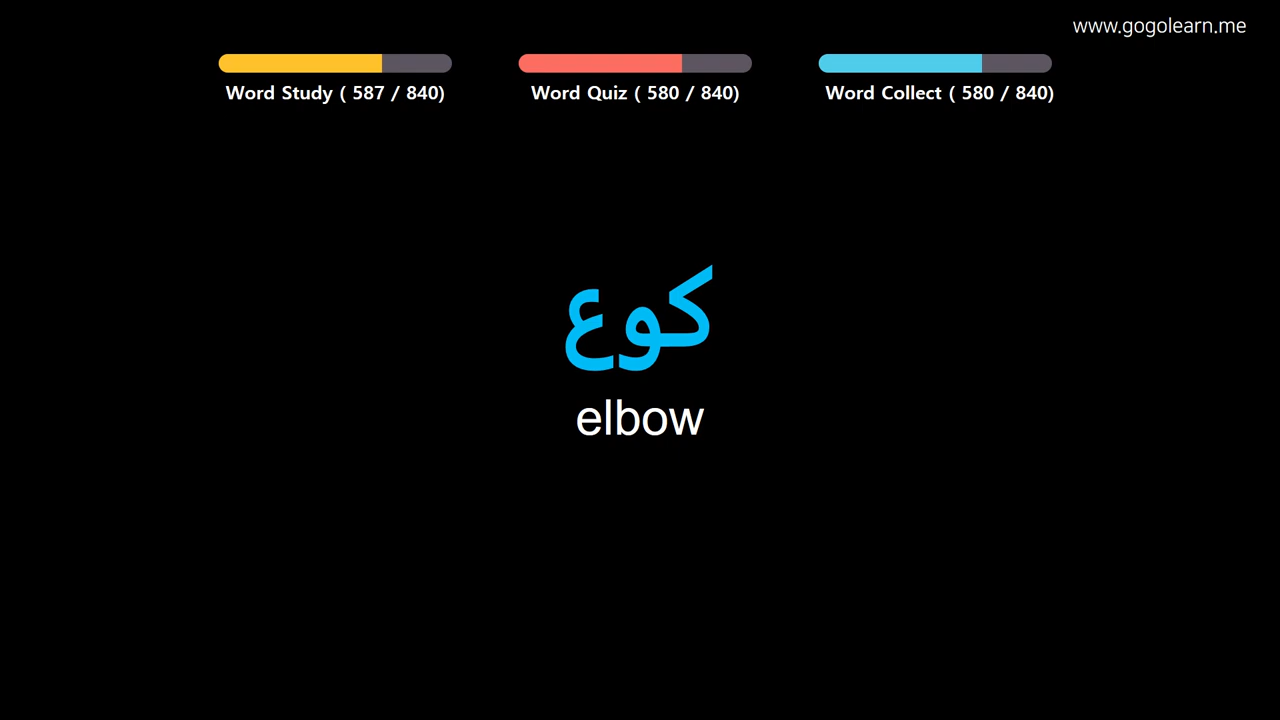 www.gogolearn.me
Word Study ( 587 / 840)
Word Quiz ( 580 / 840)
Word Collect ( 580 / 840)
كوع
elbow